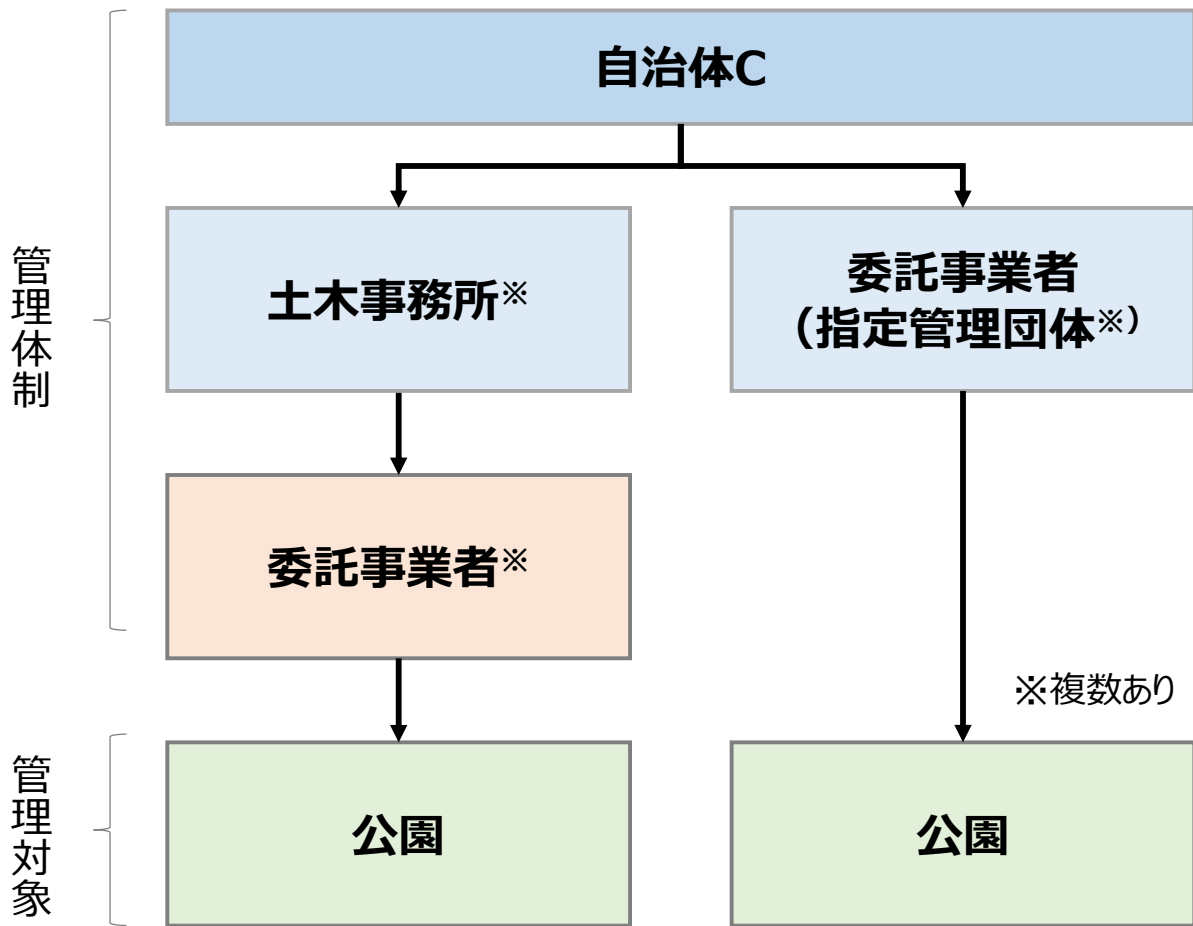 自治体C
管理体制
土木事務所※
委託事業者
（指定管理団体※）
委託事業者※
※複数あり
管理対象
公園
公園